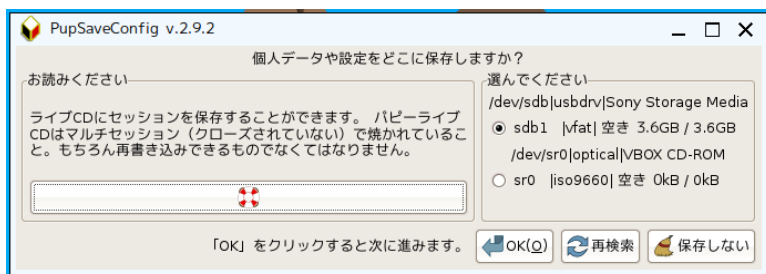 PupSaveConfig v.2.9.2
個人データや設定をどこに保存しますか？
お読みください
ライブCDにセッションを保存することができます。 パピーライブ
CDはマルチセッション（クローズされていない）で焼かれているこ
と。もちろん再書き込みできるものでなくてはなりません。
選んでください
/dev/sdb|usbdrv|Sony Storage Media
sdb1 |vfat| 空き 3.6GB / 3.6GB
/dev/sr0|optical|VBOX CD-ROM
sr0 |iso9660| 空き 0kB / 0kB
「OK」をクリックすると次に進みます。 OK(O) 再検索 保存しない